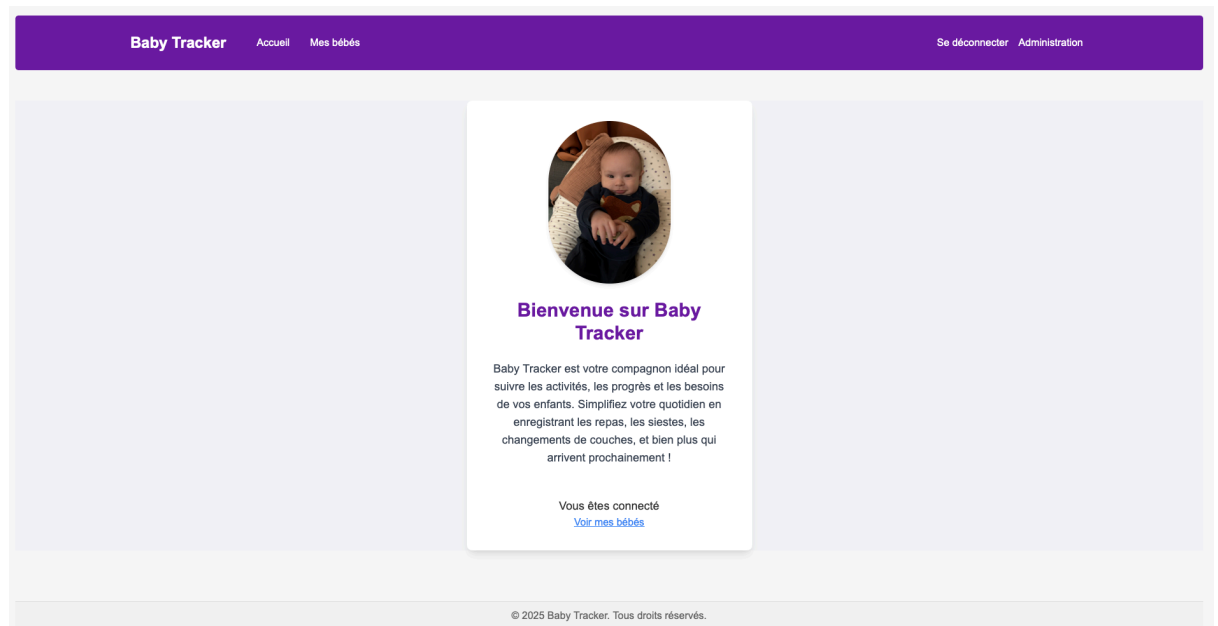 Baby Tracker
Accueil
Mes bébés
Se déconnecter
Administration
Bienvenue sur Baby
Tracker
Baby Tracker est votre compagnon idéal pour
suivre les activités, les progrès et les besoins
de vos enfants. Simplifiez votre quotidien en
enregistrant les repas, les siestes, les
changements de couches, et bien plus qui
arrivent prochainement !
Vous êtes connecté
Voir mes bébés
© 2025 Baby Tracker. Tous droits réservés.